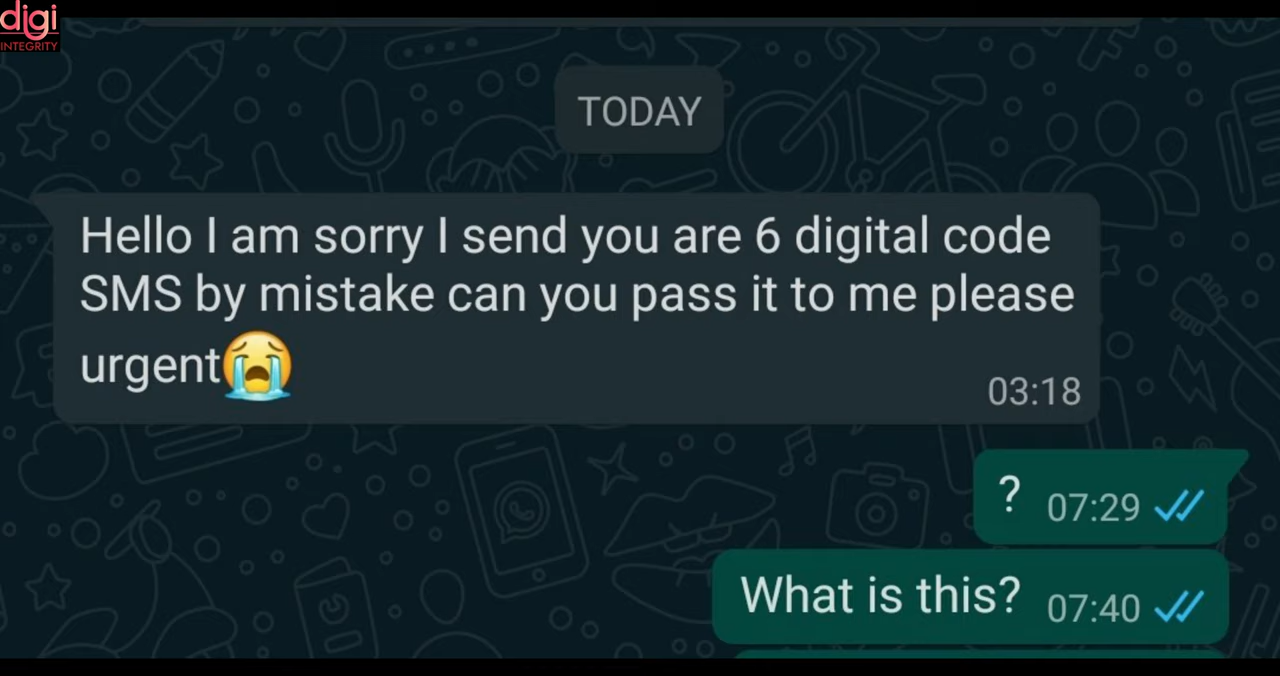 digi
INTEGRITY
TODAY
Hello I am sorry I send you are 6 digital code
SMS by mistake can you pass it to me please
urgent😭
03:18
? 07:29
What is this? 07:40